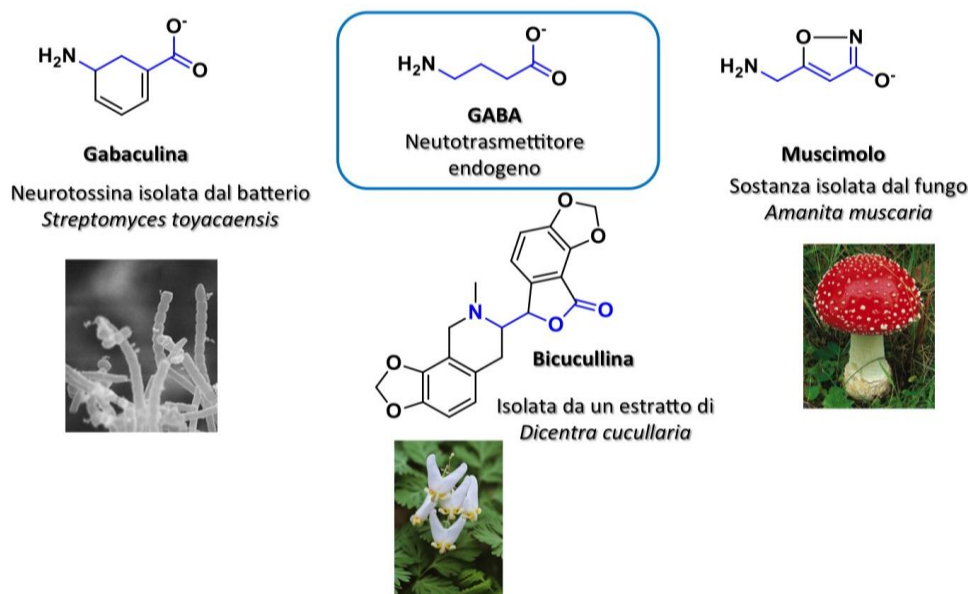 H₂N
O⁻
O
Gabaculina
Neurotossina isolata dal batterio
Streptomyces toyacaensis
H₂N
O⁻
O
GABA
Neutotrasmettitore
endogeno
O
N
H₂N
O⁻
Muscimolo
Sostanza isolata dal fungo
Amanita muscaria
O
O
N
O
O
O
O
Bicucullina
Isolata da un estratto di
Dicentra cucullaria